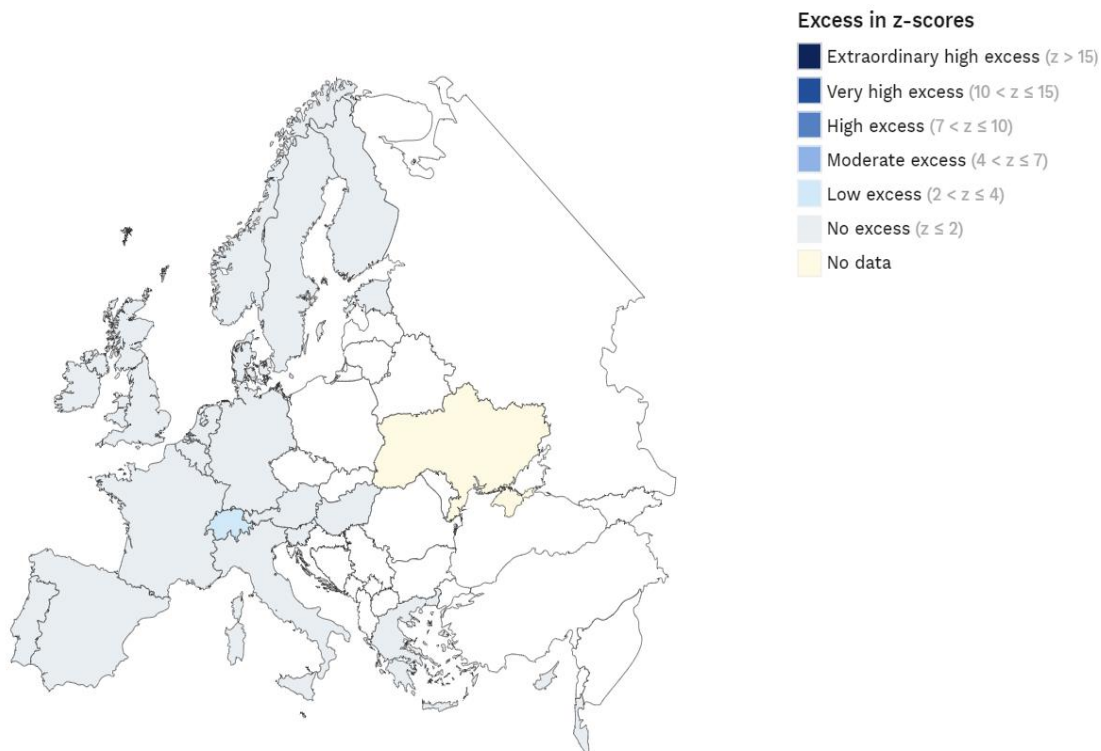 Excess in z-scores
Extraordinary high excess (z > 15)
Very high excess (10 < z ≤ 15)
High excess (7 < z ≤ 10)
Moderate excess (4 < z ≤ 7)
Low excess (2 < z ≤ 4)
No excess (z ≤ 2)
No data